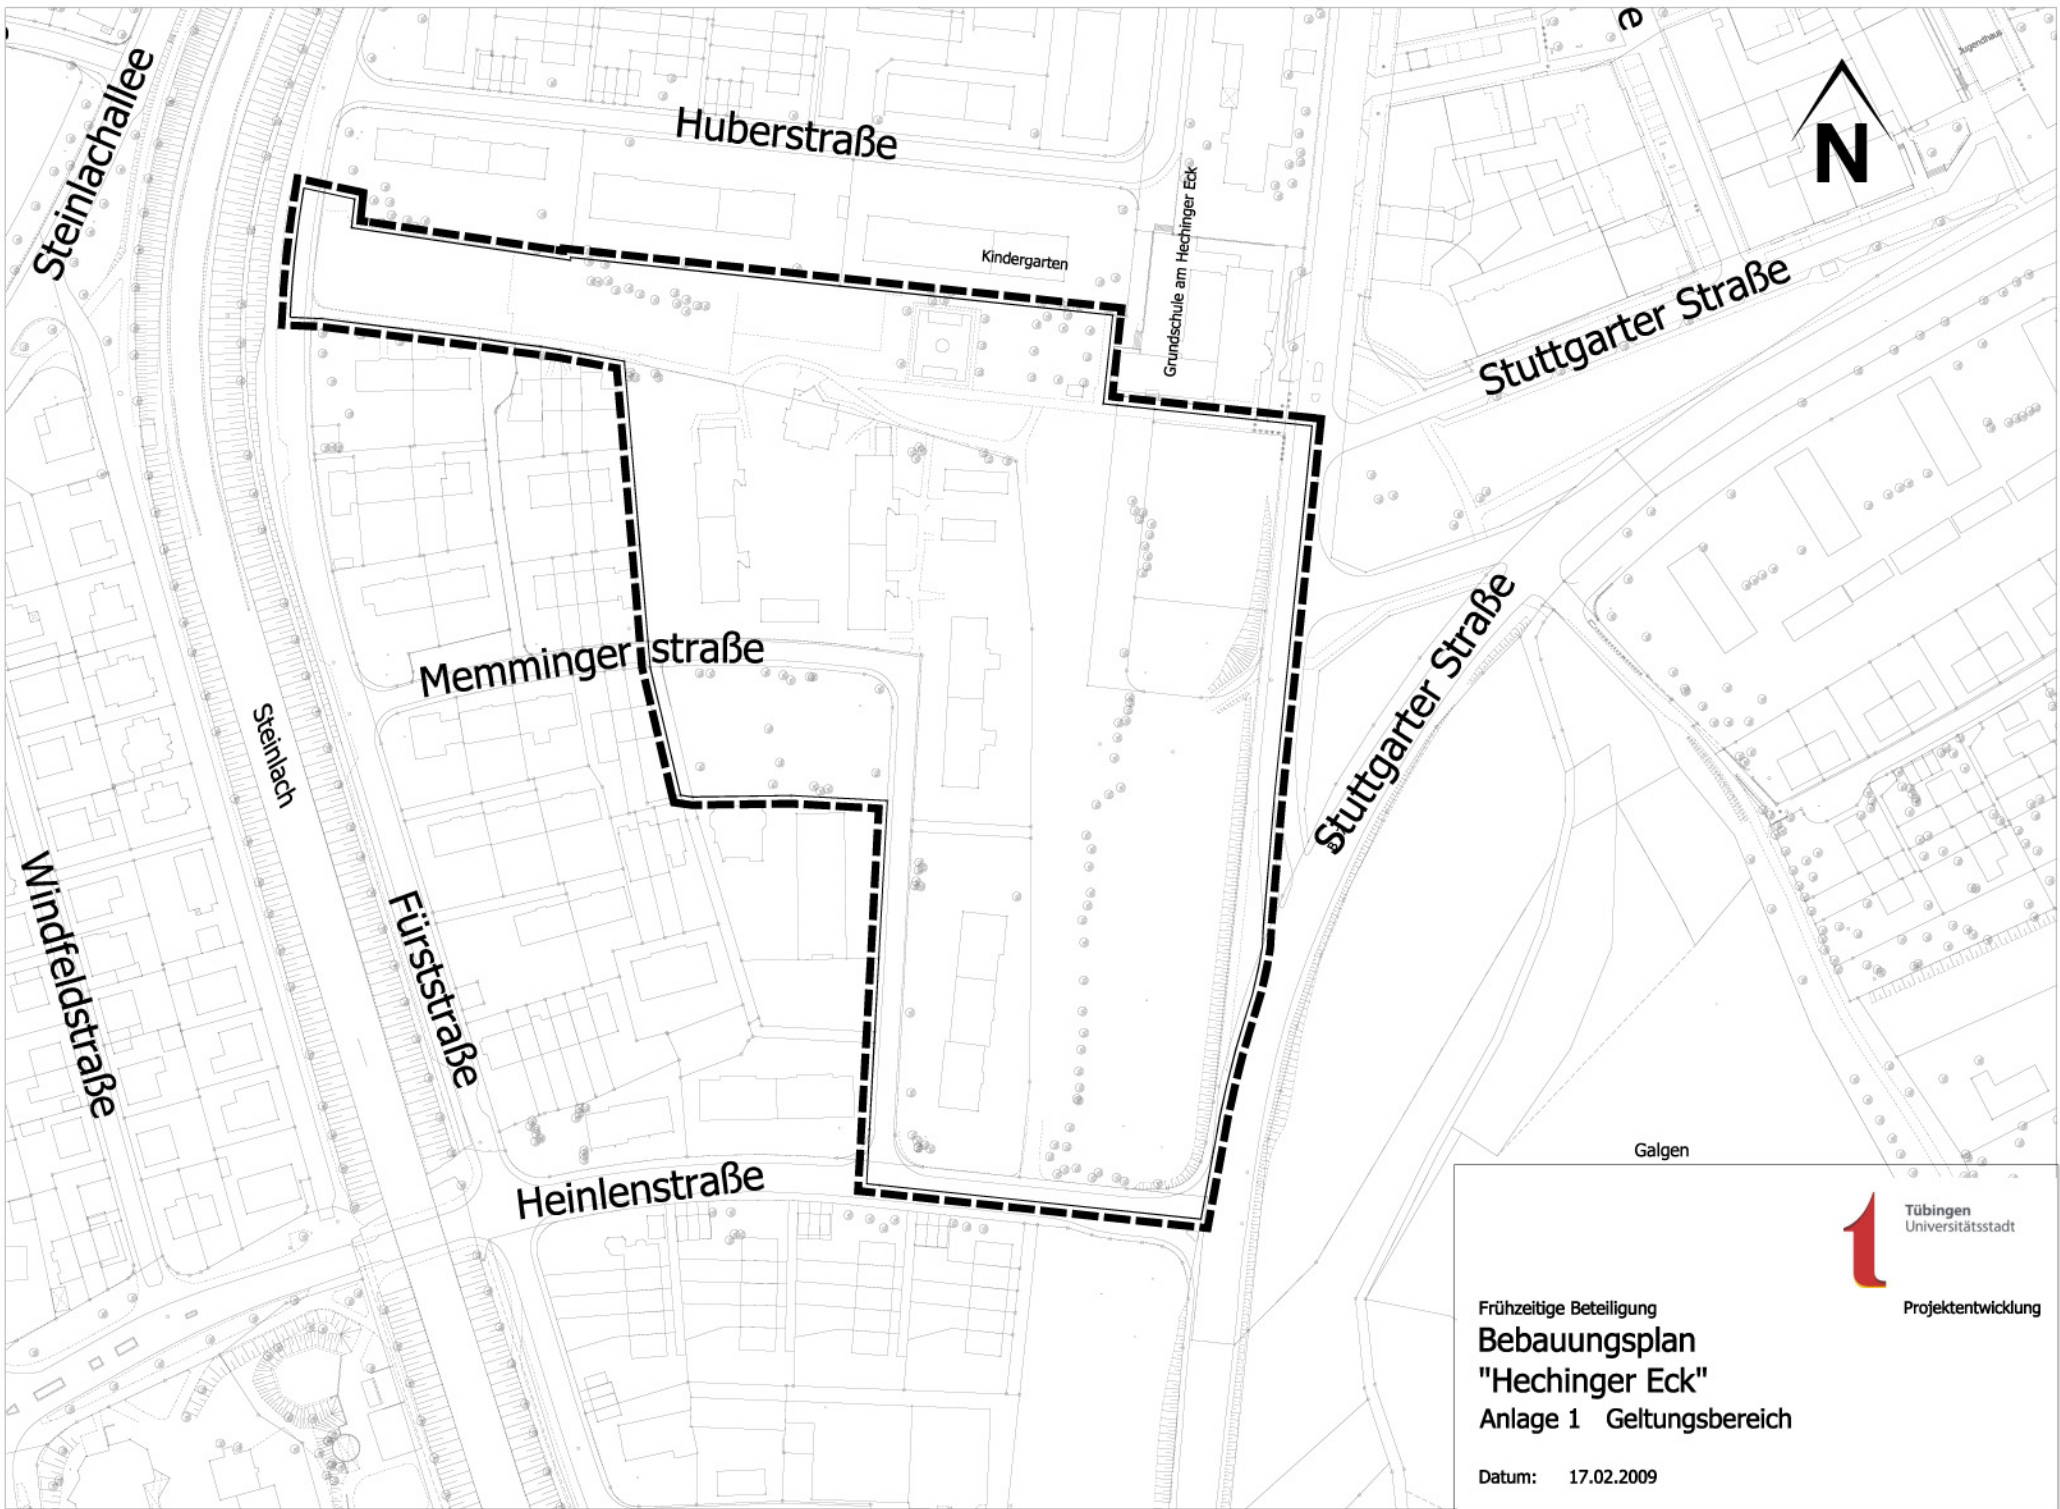 Steinlachallee
Huberstraße
Jugendhaus
N
Kindergarten
Grundschule am Hechinger Eck
Stuttgarter Straße
Memminger straße
Stuttgarter Straße
Steinlach
Windfeldstraße
Fürststraße
Heinlenstraße
Galgen
Tübingen
Universitätsstadt
Frühzeitige Beteiligung
Projektentwicklung
Bebauungsplan
"Hechinger Eck"
Anlage 1 Geltungsbereich
Datum: 17.02.2009